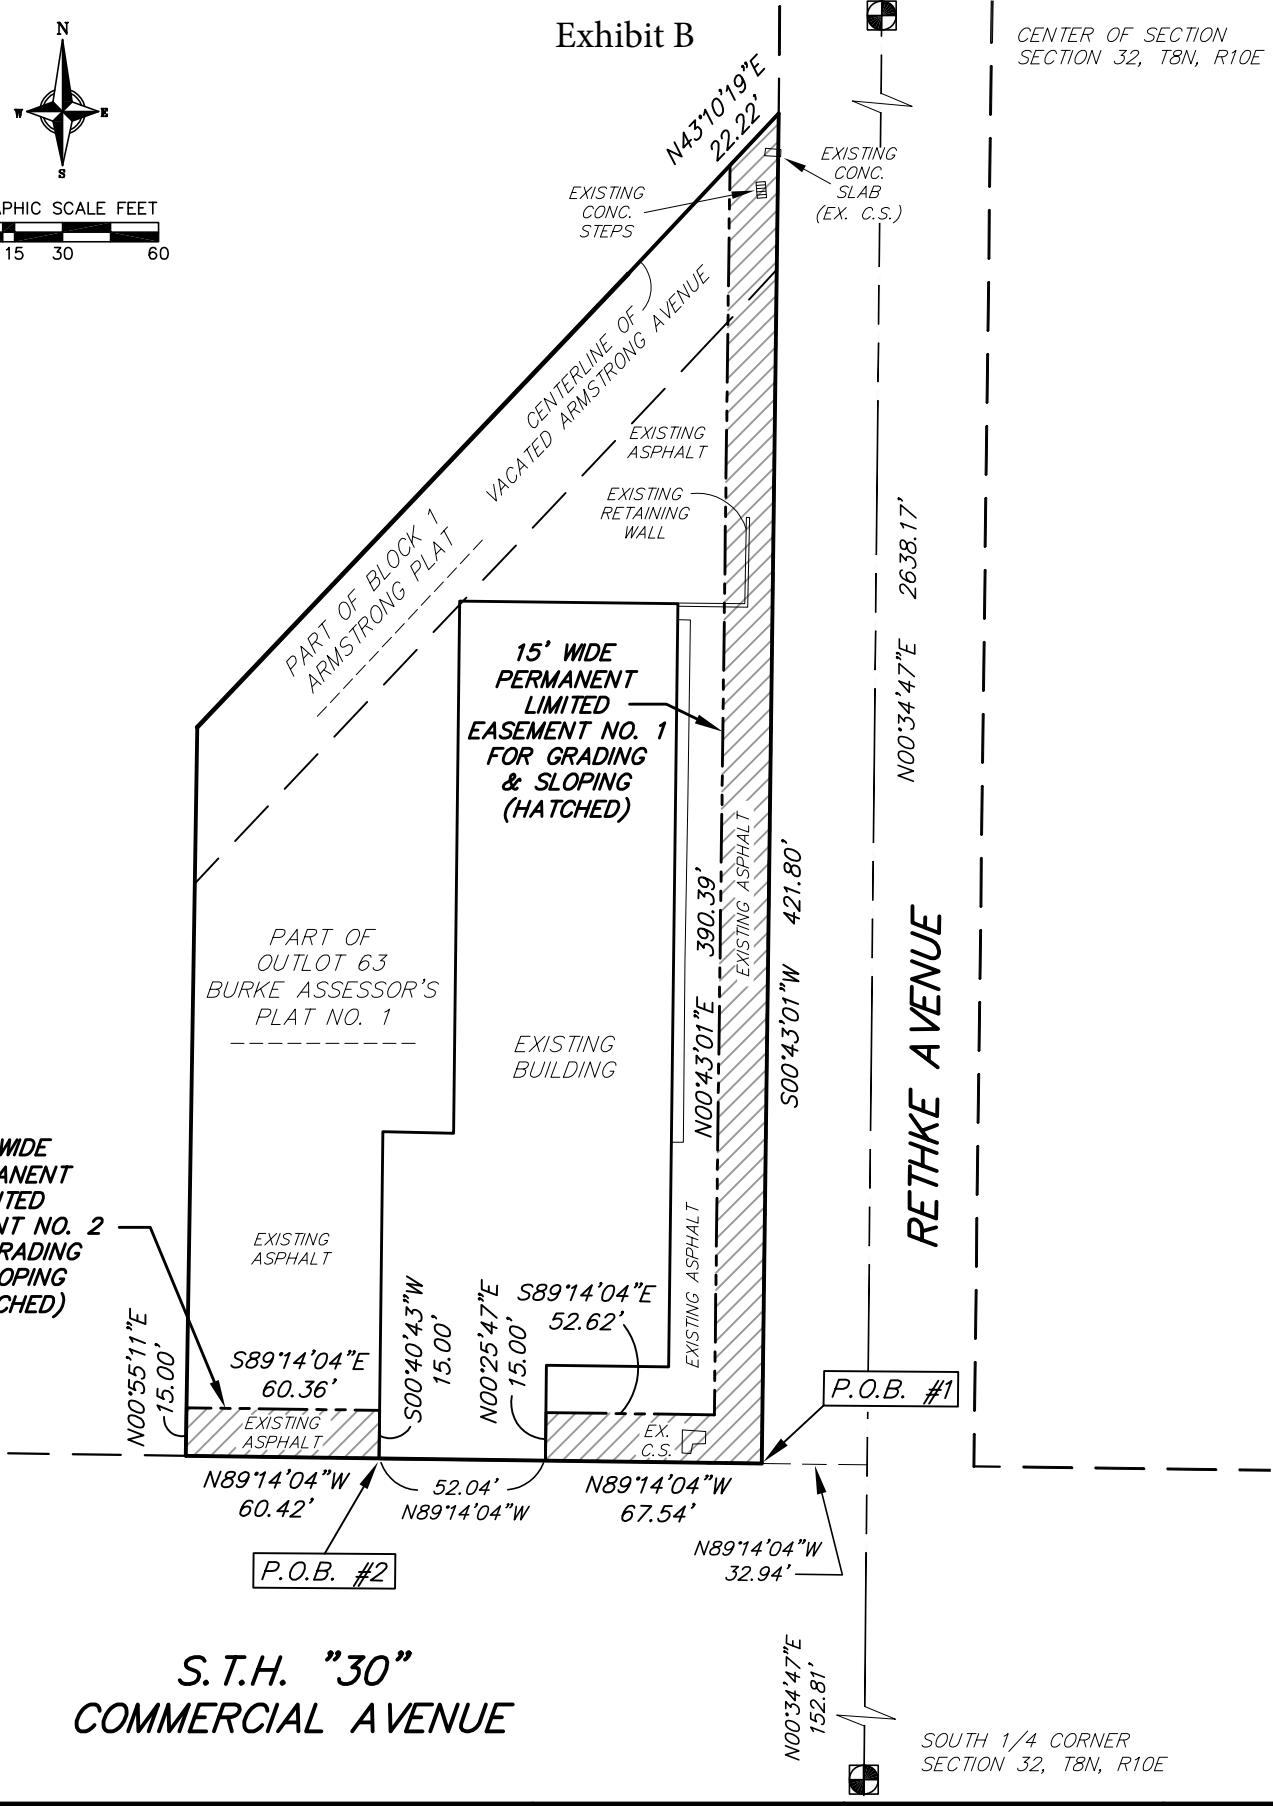 Exhibit B
CENTER OF SECTION
SECTION 32, T8N, R10E
N
W
E
S
APHIC SCALE FEET
15 30 60
N43°10'19"E
22.22'
EXISTING
CONC.
SLAB
(EX. C.S.)
EXISTING
CONC.
STEPS
CENTERLINE OF
VACATED ARMSTRONG AVENUE
EXISTING
ASPHALT
EXISTING
RETAINING
WALL
PART OF BLOCK 1
ARMSTRONG PLAT
N00°34'47"E 2638.17'
15' WIDE
PERMANENT
LIMITED
EASEMENT NO. 1
FOR GRADING
& SLOPING
(HATCHED)
EXISTING ASPHALT
N00°43'01"E 390.39'
S00°43'01"W 421.80'
RETHKE AVENUE
PART OF
OUTLOT 63
BURKE ASSESSOR'S
PLAT NO. 1
EXISTING
BUILDING
WIDE
ANENT
ITED
NT NO. 2
RADING
OPING
CHED)
EXISTING
ASPHALT
EXISTING ASPHALT
N00°55'11"E
15.00'
S89°14'04"E
60.36'
S00°40'43"W
15.00'
N00°25'47"E
15.00'
S89°14'04"E
52.62'
P.O.B. #1
EXISTING
ASPHALT
EX.
C.S.
N89°14'04"W
60.42'
52.04'
N89°14'04"W
N89°14'04"W
67.54'
N89°14'04"W
32.94'
P.O.B. #2
S.T.H. "30"
COMMERCIAL AVENUE
N00°34'47"E
152.81'
SOUTH 1/4 CORNER
SECTION 32, T8N, R10E